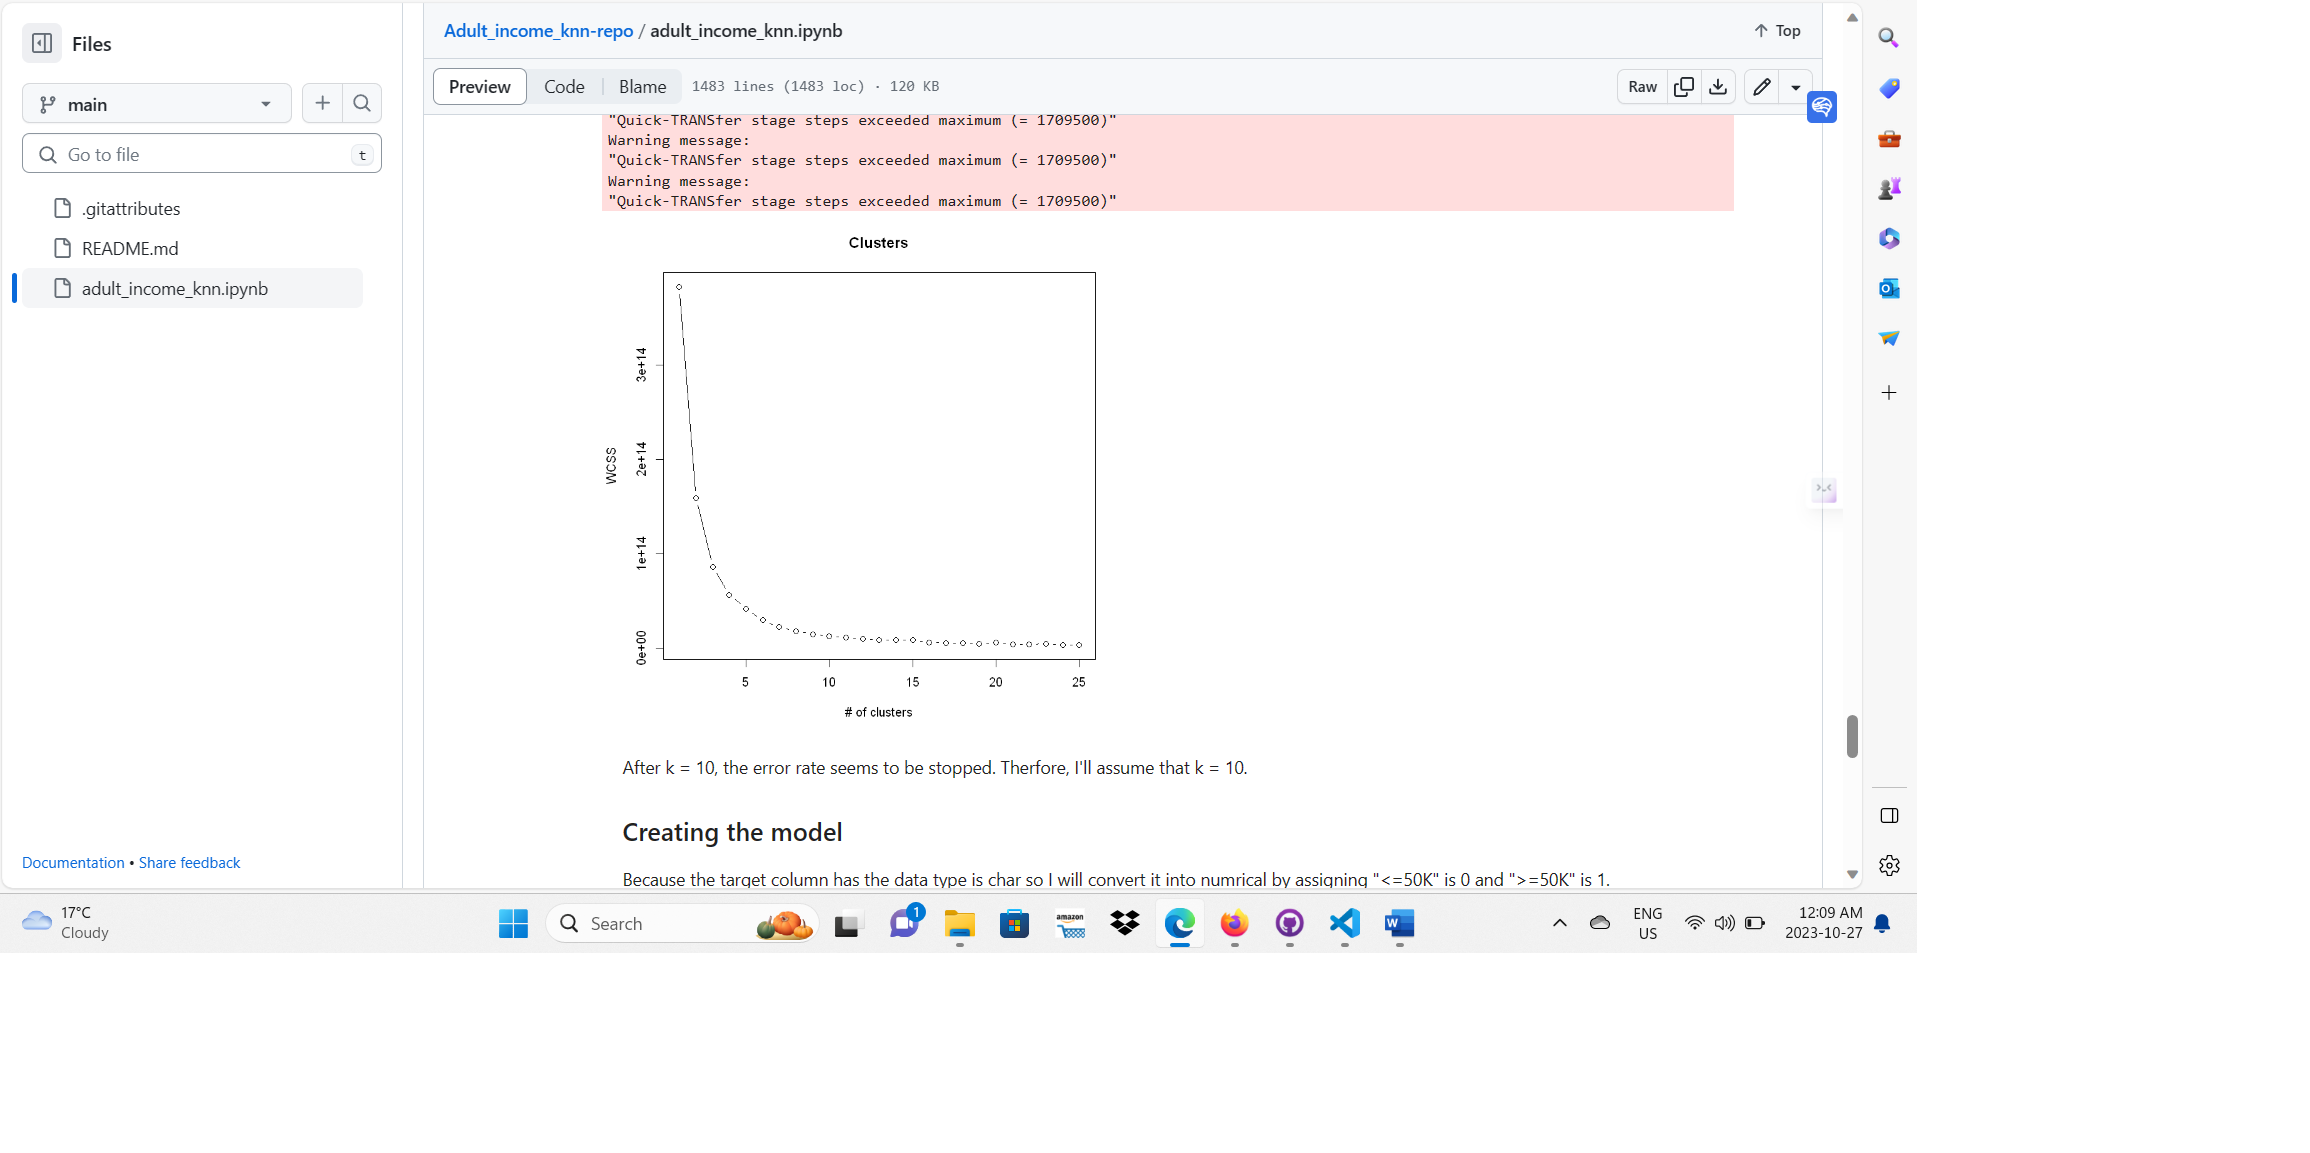 Files
main
Go to file
t
.gitattributes
README.md
adult_income_knn.ipynb
Documentation • Share feedback
Adult_income_knn-repo / adult_income_knn.ipynb
Top
Preview
Code
Blame
1483 lines (1483 loc) · 120 KB
Raw
"Quick-TRANSfer stage steps exceeded maximum (= 1709500)"
Warning message:
"Quick-TRANSfer stage steps exceeded maximum (= 1709500)"
Warning message:
"Quick-TRANSfer stage steps exceeded maximum (= 1709500)"
Clusters
WCSS
3e+14
2e+14
1e+14
0e+00
5 10 15 20 25
# of clusters
After k = 10, the error rate seems to be stopped. Therfore, I'll assume that k = 10.
Creating the model
Because the target column has the data type is char so I will convert it into numrical by assigning "<=50K" is 0 and ">=50K" is 1.
17°C
Cloudy
Search
1
amazon
W
ENG
US
12:09 AM
2023-10-27